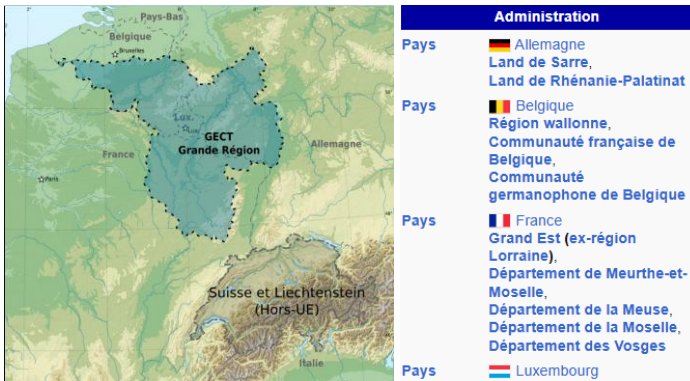 Pays-Bas
Belgique
Bruxelles
Lux.
Lux.
GECT
Grande Région
Allemagne
France
Paris
Suisse et Liechtenstein
(Hors-UE)
Italie
Administration
Pays Allemagne
Land de Sarre,
Land de Rhénanie-Palatinat
Pays Belgique
Région wallonne,
Communauté française de
Belgique,
Communauté
germanophone de Belgique
Pays France
Grand Est (ex-région
Lorraine),
Département de Meurthe-et-
Moselle,
Département de la Meuse,
Département de la Moselle,
Département des Vosges
Pays Luxembourg